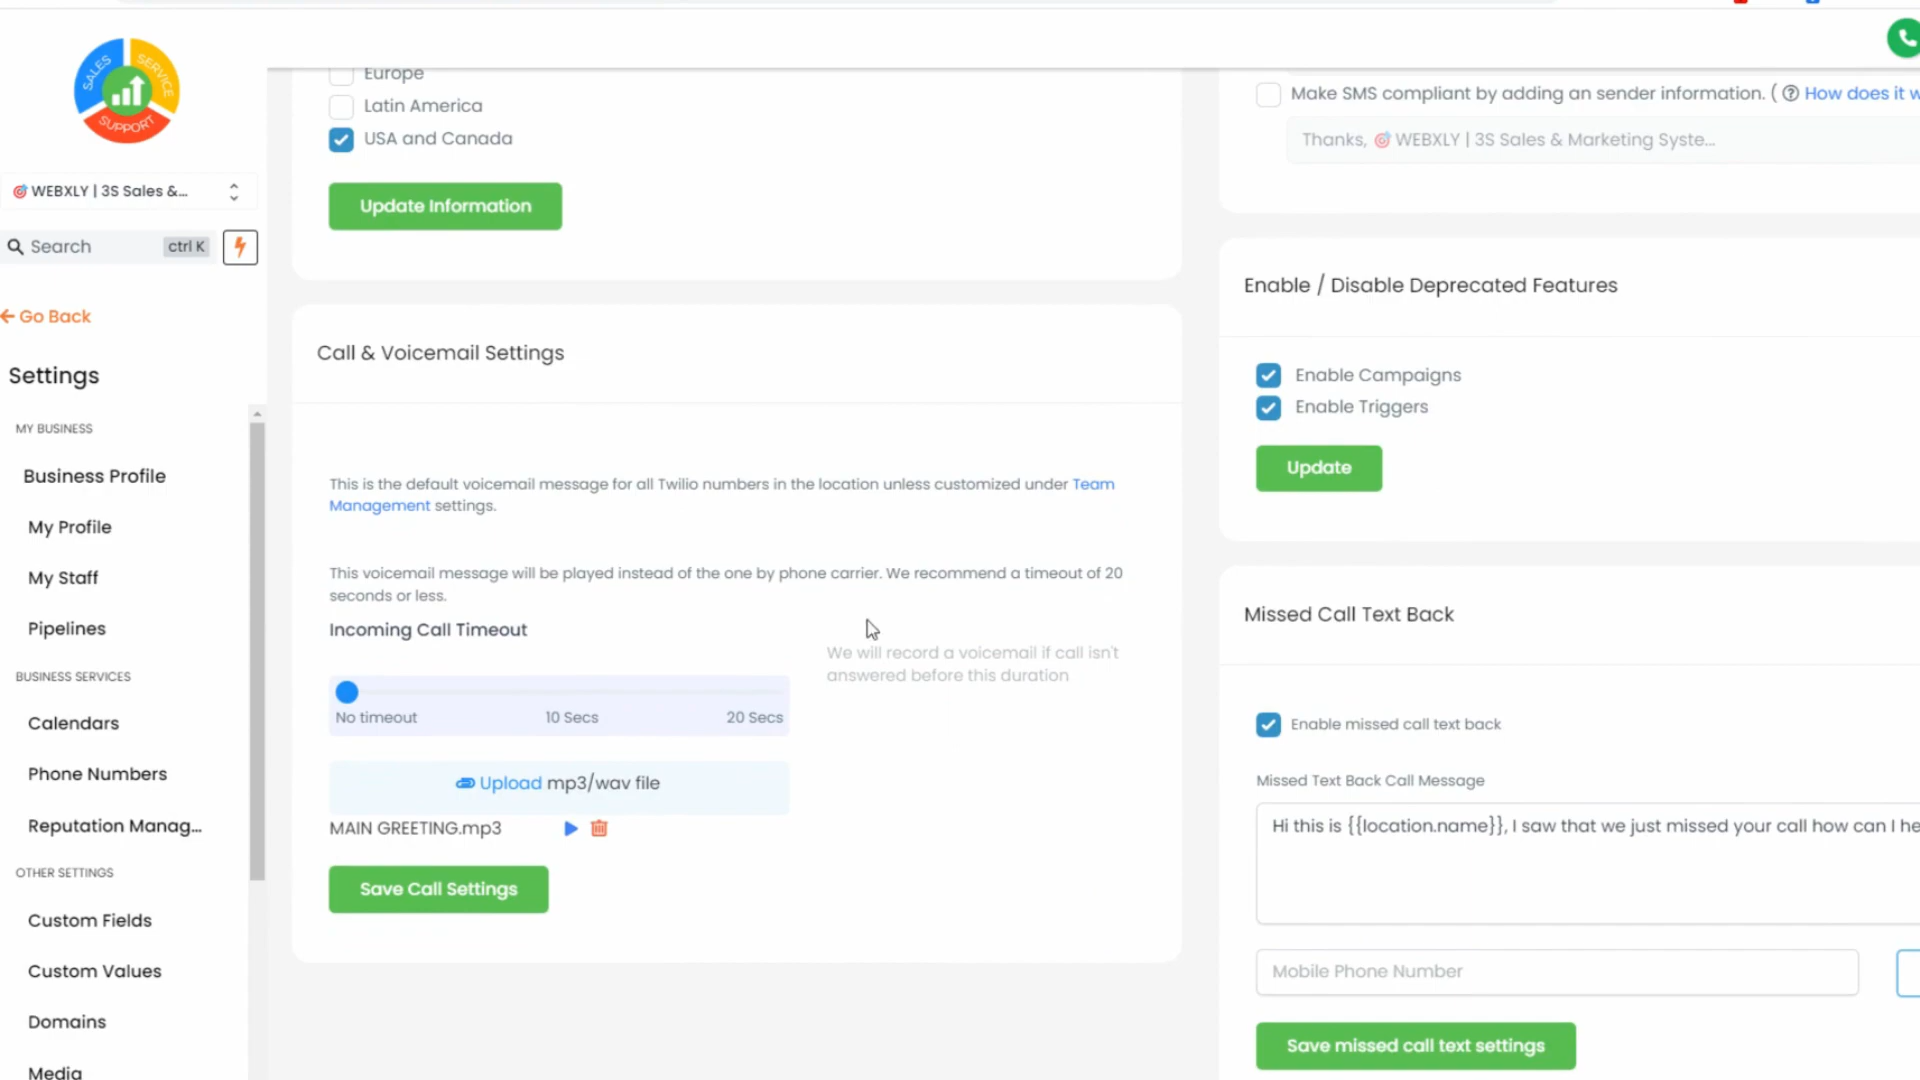 SALES
SERVICE
SUPPORT
WEBXLY | 3S Sales &...
Search
ctrl K
Go Back
Settings
MY BUSINESS
Business Profile
My Profile
My Staff
Pipelines
BUSINESS SERVICES
Calendars
Phone Numbers
Reputation Manag...
OTHER SETTINGS
Custom Fields
Custom Values
Domains
Media
Europe
Latin America
USA and Canada
Update Information
Call & Voicemail Settings
This is the default voicemail message for all Twilio numbers in the location unless customized under Team
Management settings.
This voicemail message will be played instead of the one by phone carrier. We recommend a timeout of 20
seconds or less.
Incoming Call Timeout
We will record a voicemail if call isn't
answered before this duration
No timeout
10 Secs
20 Secs
Upload mp3/wav file
MAIN GREETING.mp3
Save Call Settings
Make SMS compliant by adding an sender information. ( How does it w
Thanks, WEBXLY | 3S Sales & Marketing Syste...
Enable / Disable Deprecated Features
Enable Campaigns
Enable Triggers
Update
Missed Call Text Back
Enable missed call text back
Missed Text Back Call Message
Hi this is {{location.name}}, I saw that we just missed your call how can I he
Mobile Phone Number
Save missed call text settings